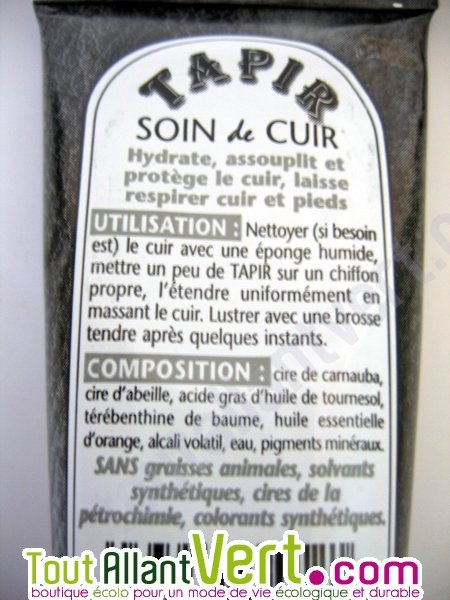 TAPIR
SOIN de CUIR
Hydrate, assouplit et
protège le cuir, laisse
respirer cuir et pieds
UTILISATION : Nettoyer (si besoin
est) le cuir avec une éponge humide,
mettre un peu de TAPIR sur un chiffon
propre, l'étendre uniformément en
massant le cuir. Lustrer avec une brosse
tendre après quelques instants.
COMPOSITION : cire de carnauba,
cire d'abeille, acide gras d'huile de tournesol,
térébenthine de baume, huile essentielle
d'orange, alcali volatil, eau, pigments minéraux.
SANS graisses animales, solvants
synthétiques, cires de la
pétrochimie, colorants synthétiques.
ToutAllantVert.com
boutique écolo pour un mode de vie écologique et durable